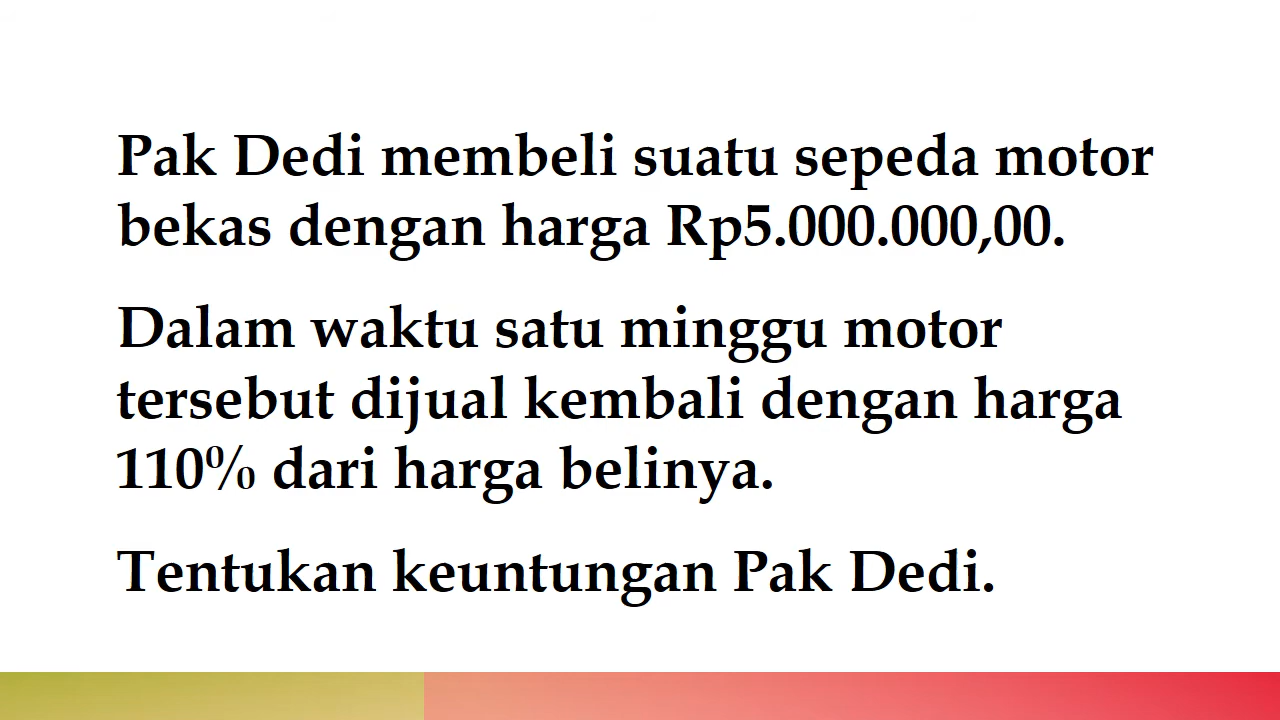 Pak Dedi membeli suatu sepeda motor
bekas dengan harga Rp5.000.000,00.
Dalam waktu satu minggu motor
tersebut dijual kembali dengan harga
110% dari harga belinya.
Tentukan keuntungan Pak Dedi.